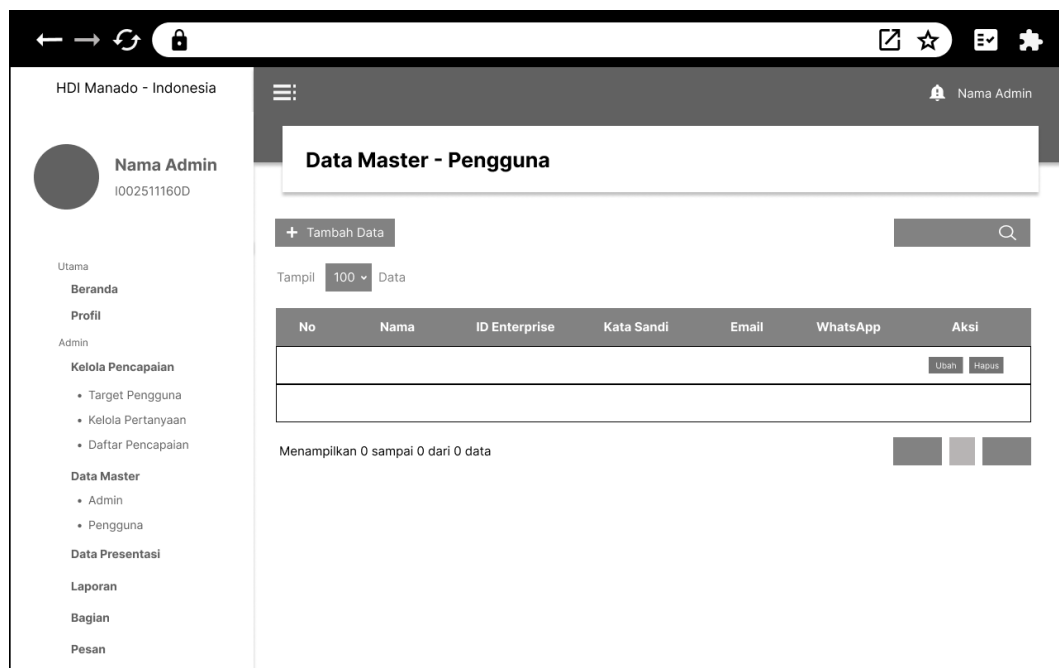 HDI Manado - Indonesia
Nama Admin
Data Master - Pengguna
Nama Admin
I002511160D
+ Tambah Data
Utama
Tampil 100 Data
Beranda
Profil
No Nama ID Enterprise Kata Sandi Email WhatsApp Aksi
Admin
Kelola Pencapaian
Ubah Hapus
• Target Pengguna
• Kelola Pertanyaan
• Daftar Pencapaian
Menampilkan 0 sampai 0 dari 0 data
Data Master
• Admin
• Pengguna
Data Presentasi
Laporan
Bagian
Pesan